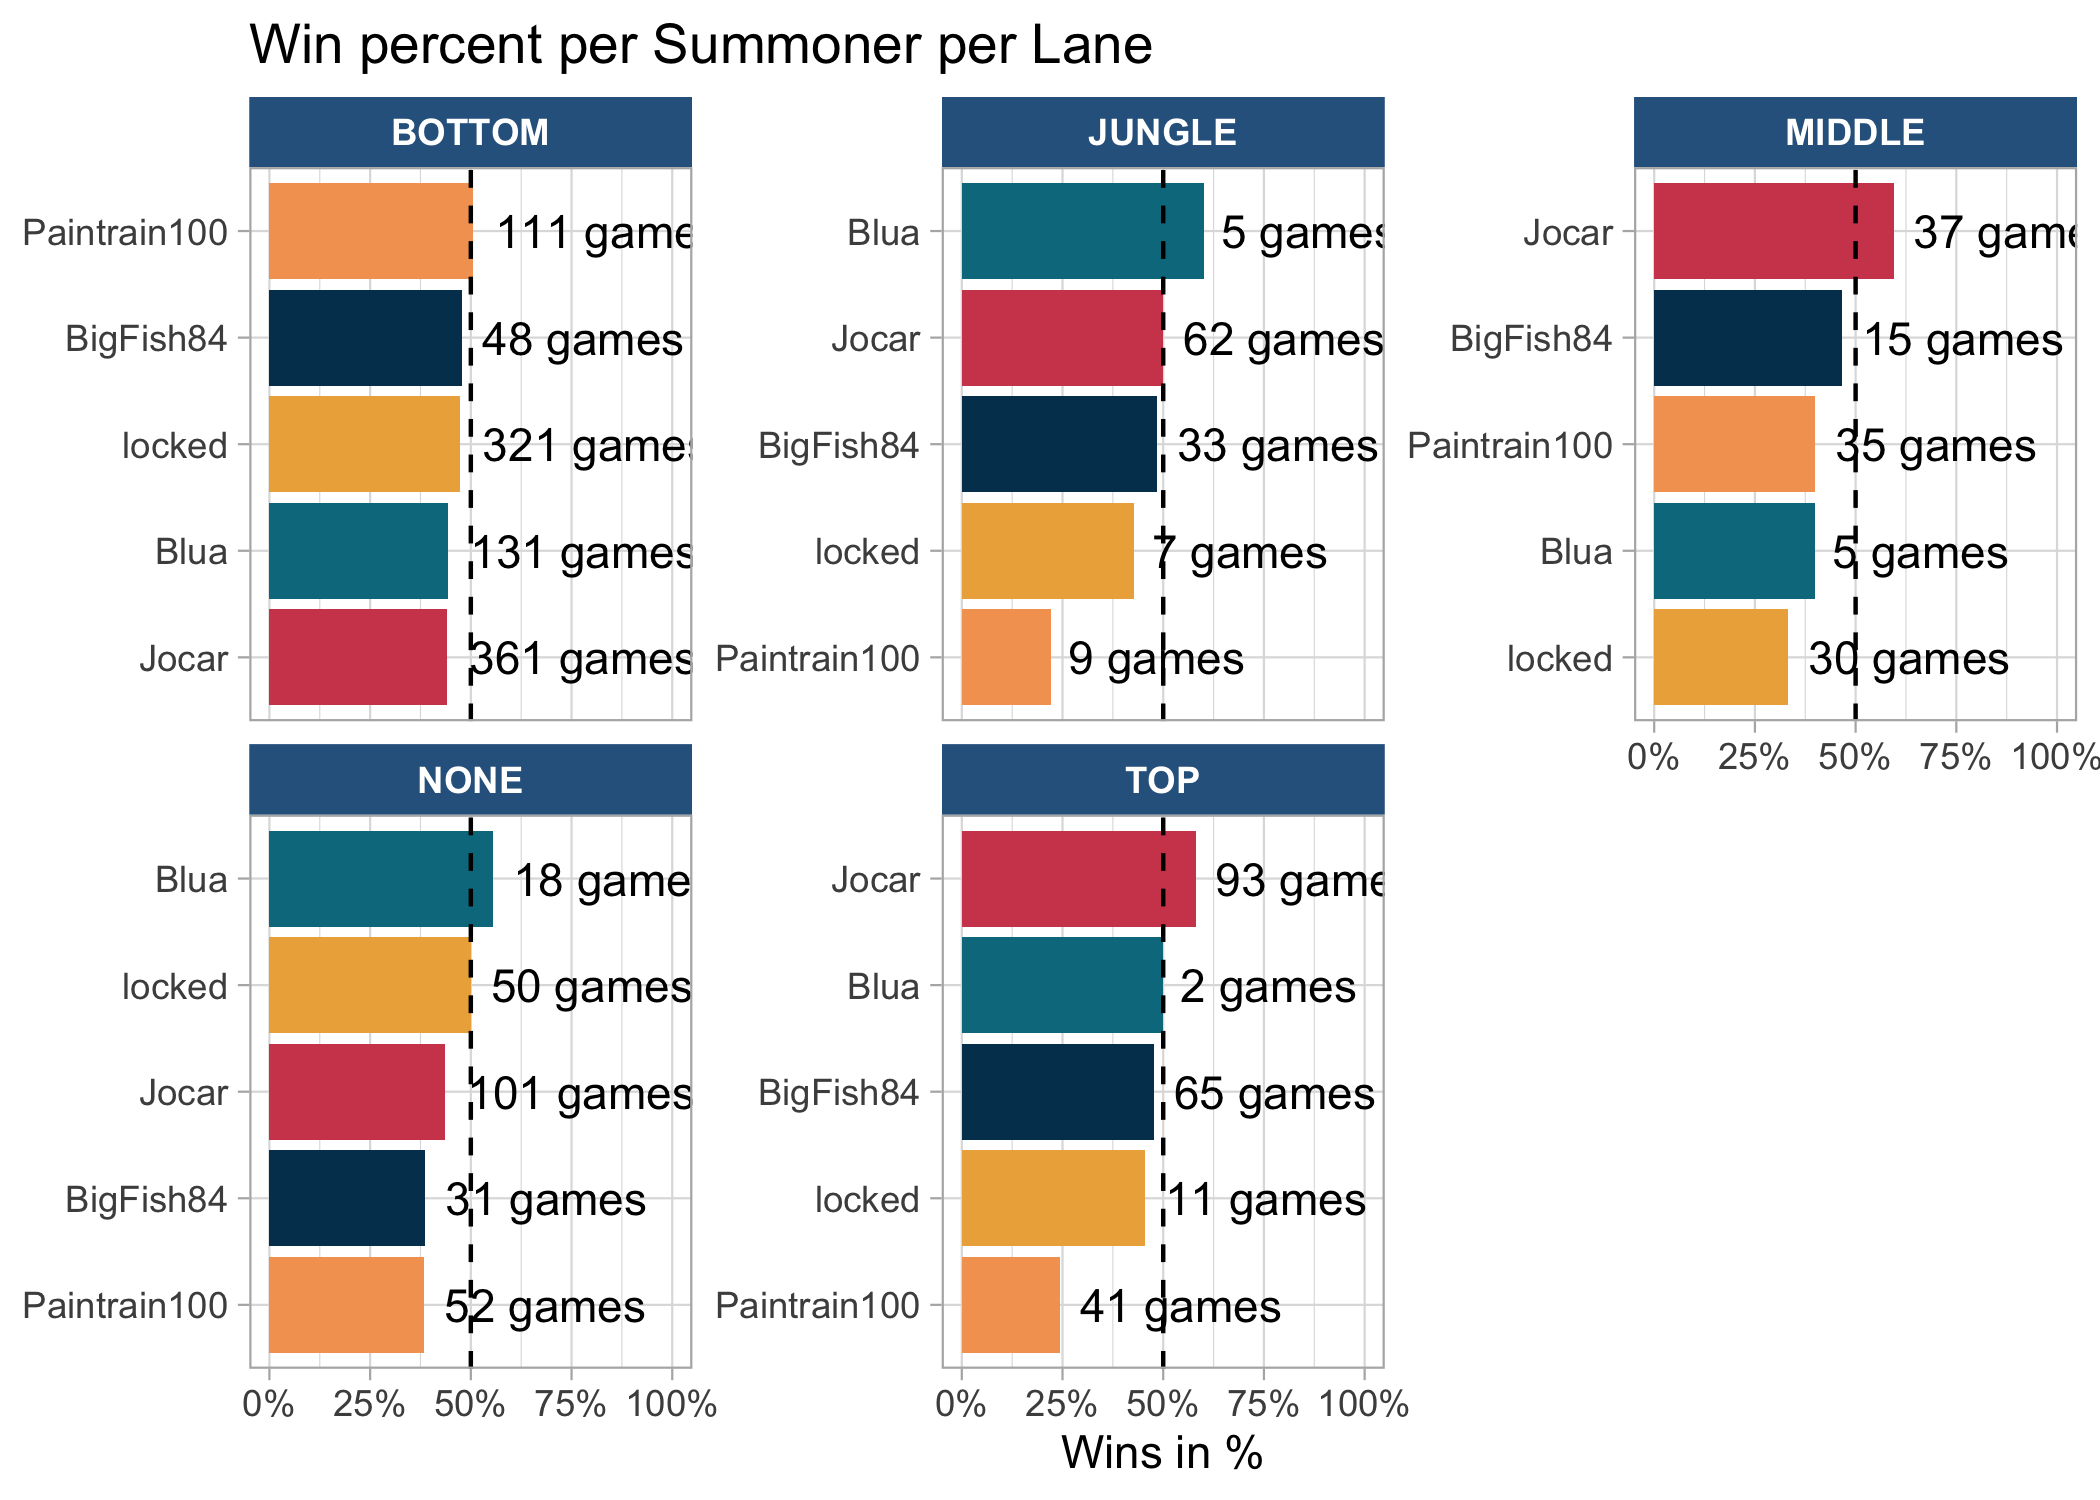 Win percent per Summoner per Lane
BOTTOM
Paintrain100 111 game
BigFish84 48 games
locked 321 games
Blua 131 games
Jocar 361 games
JUNGLE
Blua 5 games
Jocar 62 games
BigFish84 33 games
locked 7 games
Paintrain100 9 games
MIDDLE
Jocar 37 game
BigFish84 15 games
Paintrain100 35 games
Blua 5 games
locked 30 games
0% 25% 50% 75% 100%
NONE
Blua 18 game
locked 50 games
Jocar 101 games
BigFish84 31 games
Paintrain100 52 games
0% 25% 50% 75% 100%
TOP
Jocar 93 game
Blua 2 games
BigFish84 65 games
locked 11 games
Paintrain100 41 games
0% 25% 50% 75% 100%
Wins in %